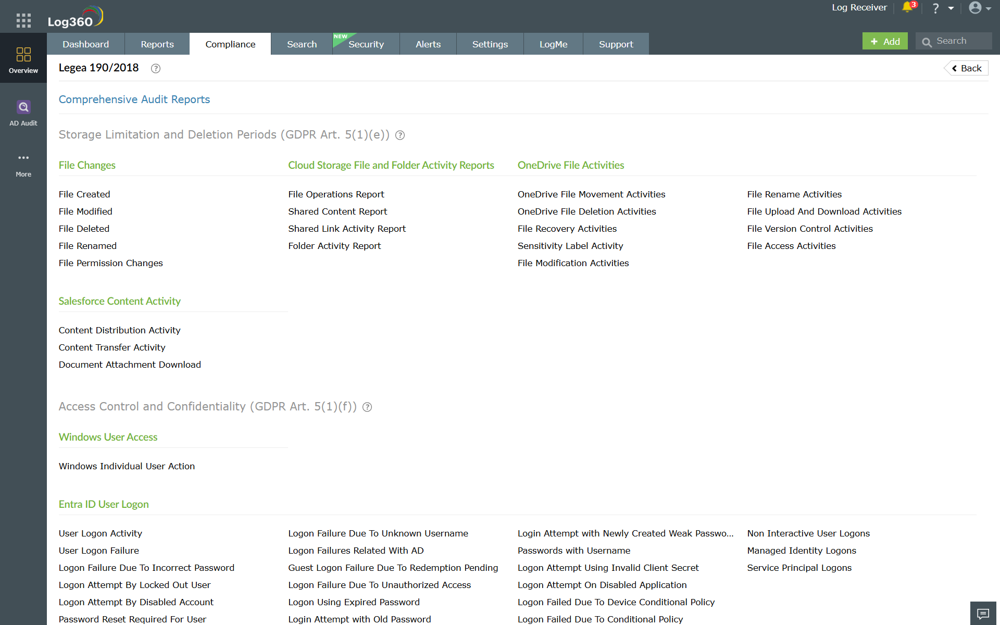 Log360
Log Receiver
3
?
Dashboard
Reports
Compliance
Search
NEW
Security
Alerts
Settings
LogMe
Support
+ Add
Search
Overview
AD Audit
More
Legea 190/2018 ?
Back
Comprehensive Audit Reports
Storage Limitation and Deletion Periods (GDPR Art. 5(1)(e)) ?
File Changes
File Created
File Modified
File Deleted
File Renamed
File Permission Changes
Cloud Storage File and Folder Activity Reports
File Operations Report
Shared Content Report
Shared Link Activity Report
Folder Activity Report
OneDrive File Activities
OneDrive File Movement Activities
OneDrive File Deletion Activities
File Recovery Activities
Sensitivity Label Activity
File Modification Activities
File Rename Activities
File Upload And Download Activities
File Version Control Activities
File Access Activities
Salesforce Content Activity
Content Distribution Activity
Content Transfer Activity
Document Attachment Download
Access Control and Confidentiality (GDPR Art. 5(1)(f)) ?
Windows User Access
Windows Individual User Action
Entra ID User Logon
User Logon Activity
User Logon Failure
Logon Failure Due To Incorrect Password
Logon Attempt By Locked Out User
Logon Attempt By Disabled Account
Password Reset Required For User
Logon Failure Due To Unknown Username
Logon Failures Related With AD
Guest Logon Failure Due To Redemption Pending
Logon Failure Due To Unauthorized Access
Logon Using Expired Password
Login Attempt with Old Password
Login Attempt with Newly Created Weak Passwo...
Passwords with Username
Logon Attempt Using Invalid Client Secret
Logon Attempt On Disabled Application
Logon Failed Due To Device Conditional Policy
Logon Failed Due To Conditional Policy
Non Interactive User Logons
Managed Identity Logons
Service Principal Logons